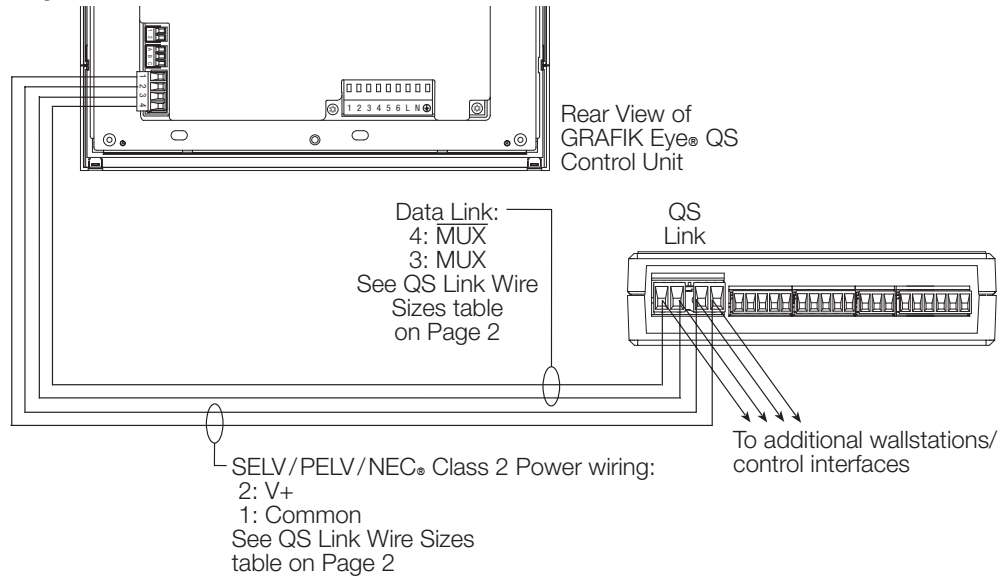 1
2
3
4
1 2 3 4 5 6 L N
Rear View of
GRAFIK Eye® QS
Control Unit
Data Link:
4: M̅U̅X̅
3: MUX
See QS Link Wire
Sizes table
on Page 2
QS
Link
To additional wallstations/
control interfaces
SELV/PELV/NEC® Class 2 Power wiring:
2: V+
1: Common
See QS Link Wire Sizes
table on Page 2